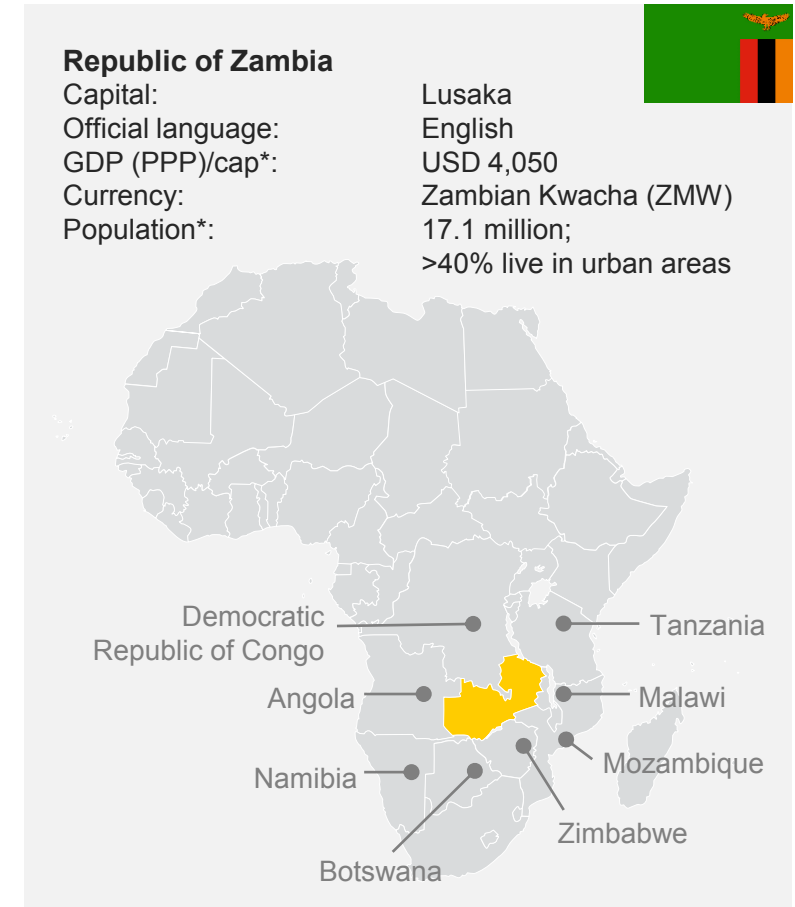 Republic of Zambia
Capital: Lusaka
Official language: English
GDP (PPP)/cap*: USD 4,050
Currency: Zambian Kwacha (ZMW)
Population*: 17.1 million;
>40% live in urban areas
Democratic
Republic of Congo
Tanzania
Angola
Malawi
Namibia
Mozambique
Zimbabwe
Botswana